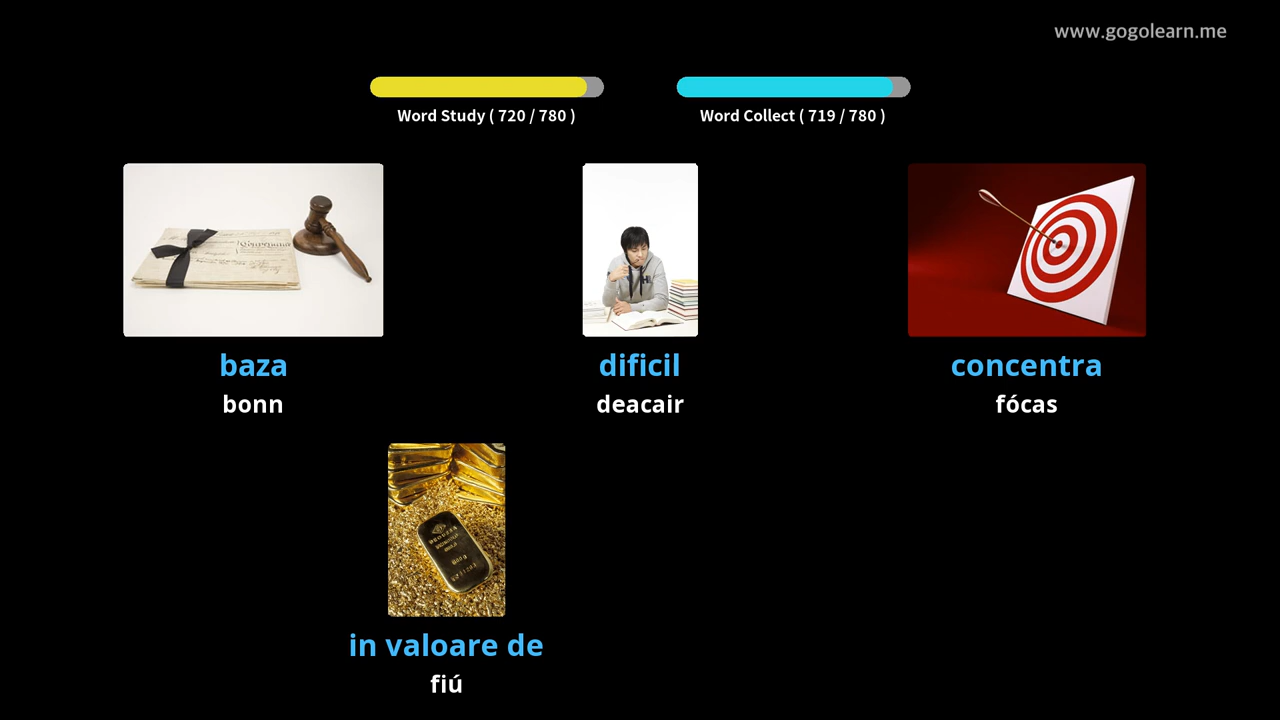 www.gogolearn.me
Word Study ( 720 / 780 )
Word Collect ( 719 / 780 )
baza
bonn
dificil
deacair
concentra
fócas
in valoare de
fiú